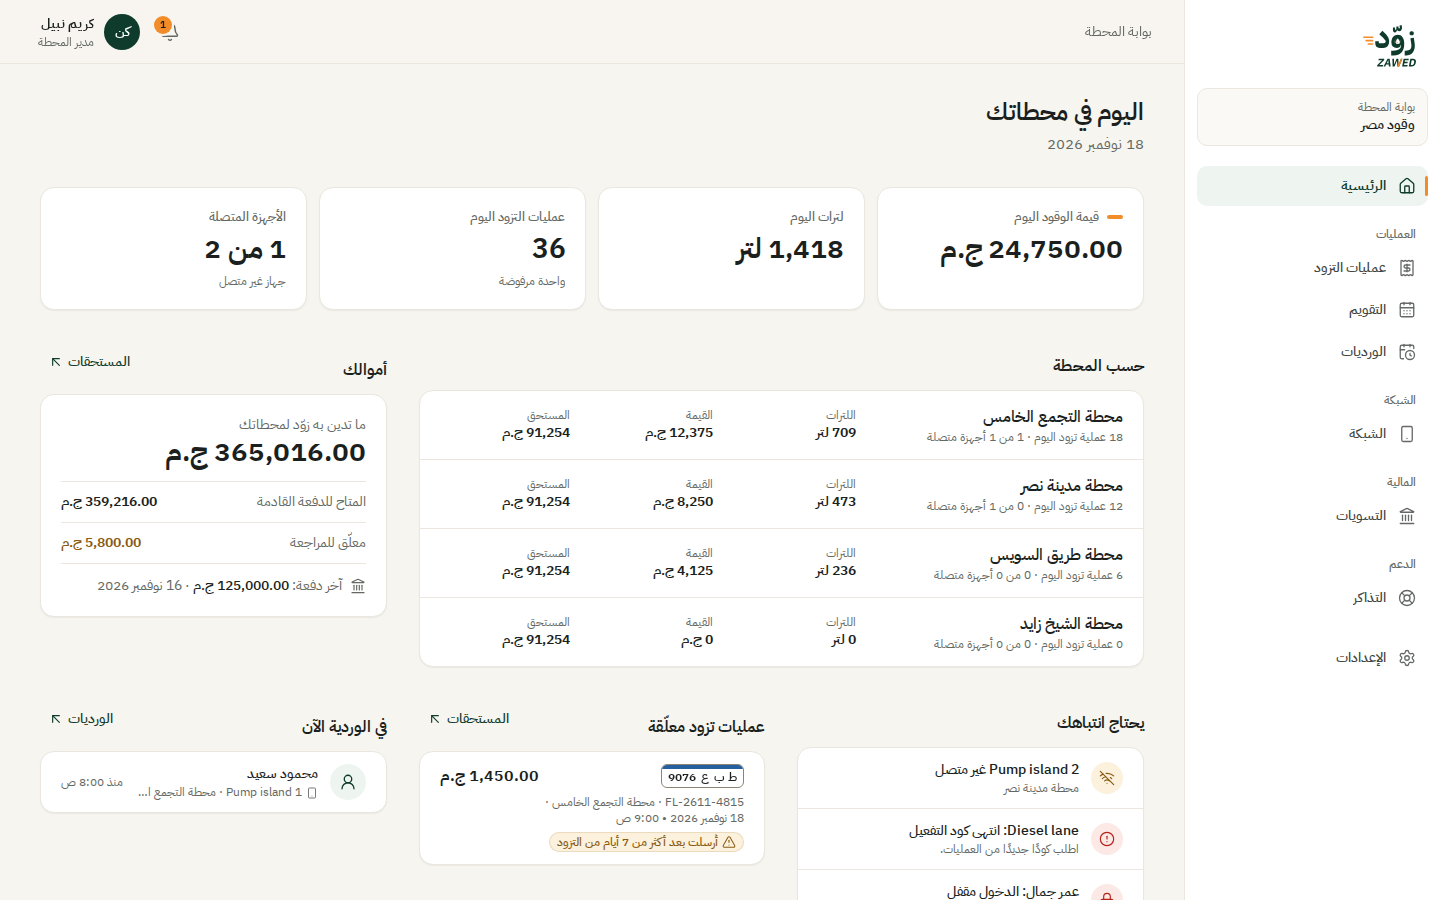 زوّد
ZAWED
بوابة المحطة
وقود مصر
الرئيسية
العمليات
عمليات التزود
التقويم
الورديات
الشبكة
الشبكة
المالية
التسويات
الدعم
التذاكر
الإعدادات
بوابة المحطة
1
كن
كريم نبيل
مدير المحطة
اليوم في محطاتك
18 نوفمبر 2026
قيمة الوقود اليوم
24,750.00 ج.م
لترات اليوم
1,418 لتر
عمليات التزود اليوم
36
واحدة مرفوضة
الأجهزة المتصلة
1 من 2
جهاز غير متصل
حسب المحطة
محطة التجمع الخامس
18 عملية تزود اليوم · 1 من 1 أجهزة متصلة
اللترات
709 لتر
القيمة
12,375 ج.م
المستحق
91,254 ج.م
محطة مدينة نصر
12 عملية تزود اليوم · 0 من 1 أجهزة متصلة
اللترات
473 لتر
القيمة
8,250 ج.م
المستحق
91,254 ج.م
محطة طريق السويس
6 عملية تزود اليوم · 0 من 0 أجهزة متصلة
اللترات
236 لتر
القيمة
4,125 ج.م
المستحق
91,254 ج.م
محطة الشيخ زايد
0 عملية تزود اليوم · 0 من 0 أجهزة متصلة
اللترات
0 لتر
القيمة
0 ج.م
المستحق
91,254 ج.م
أموالك
المستحقات
ما تدين به زوّد لمحطاتك
365,016.00 ج.م
المتاح للدفعة القادمة
359,216.00 ج.م
معلّق للمراجعة
5,800.00 ج.م
آخر دفعة: 125,000.00 ج.م · 16 نوفمبر 2026
يحتاج انتباهك
Pump island 2 غير متصل
محطة مدينة نصر
Diesel lane: انتهى كود التفعيل
اطلب كودًا جديدًا من العمليات.
عمر جمال: الدخول مقفل
عمليات تزود معلّقة
المستحقات
ط ب ع 9076
1,450.00 ج.م
FL-2611-4815 · محطة التجمع الخامس ·
18 نوفمبر 2026 • 9:00 ص
أرسلت بعد أكثر من 7 أيام من التزود
في الوردية الآن
الورديات
محمود سعيد
Pump island 1 · محطة التجمع ا...
منذ 8:00 ص